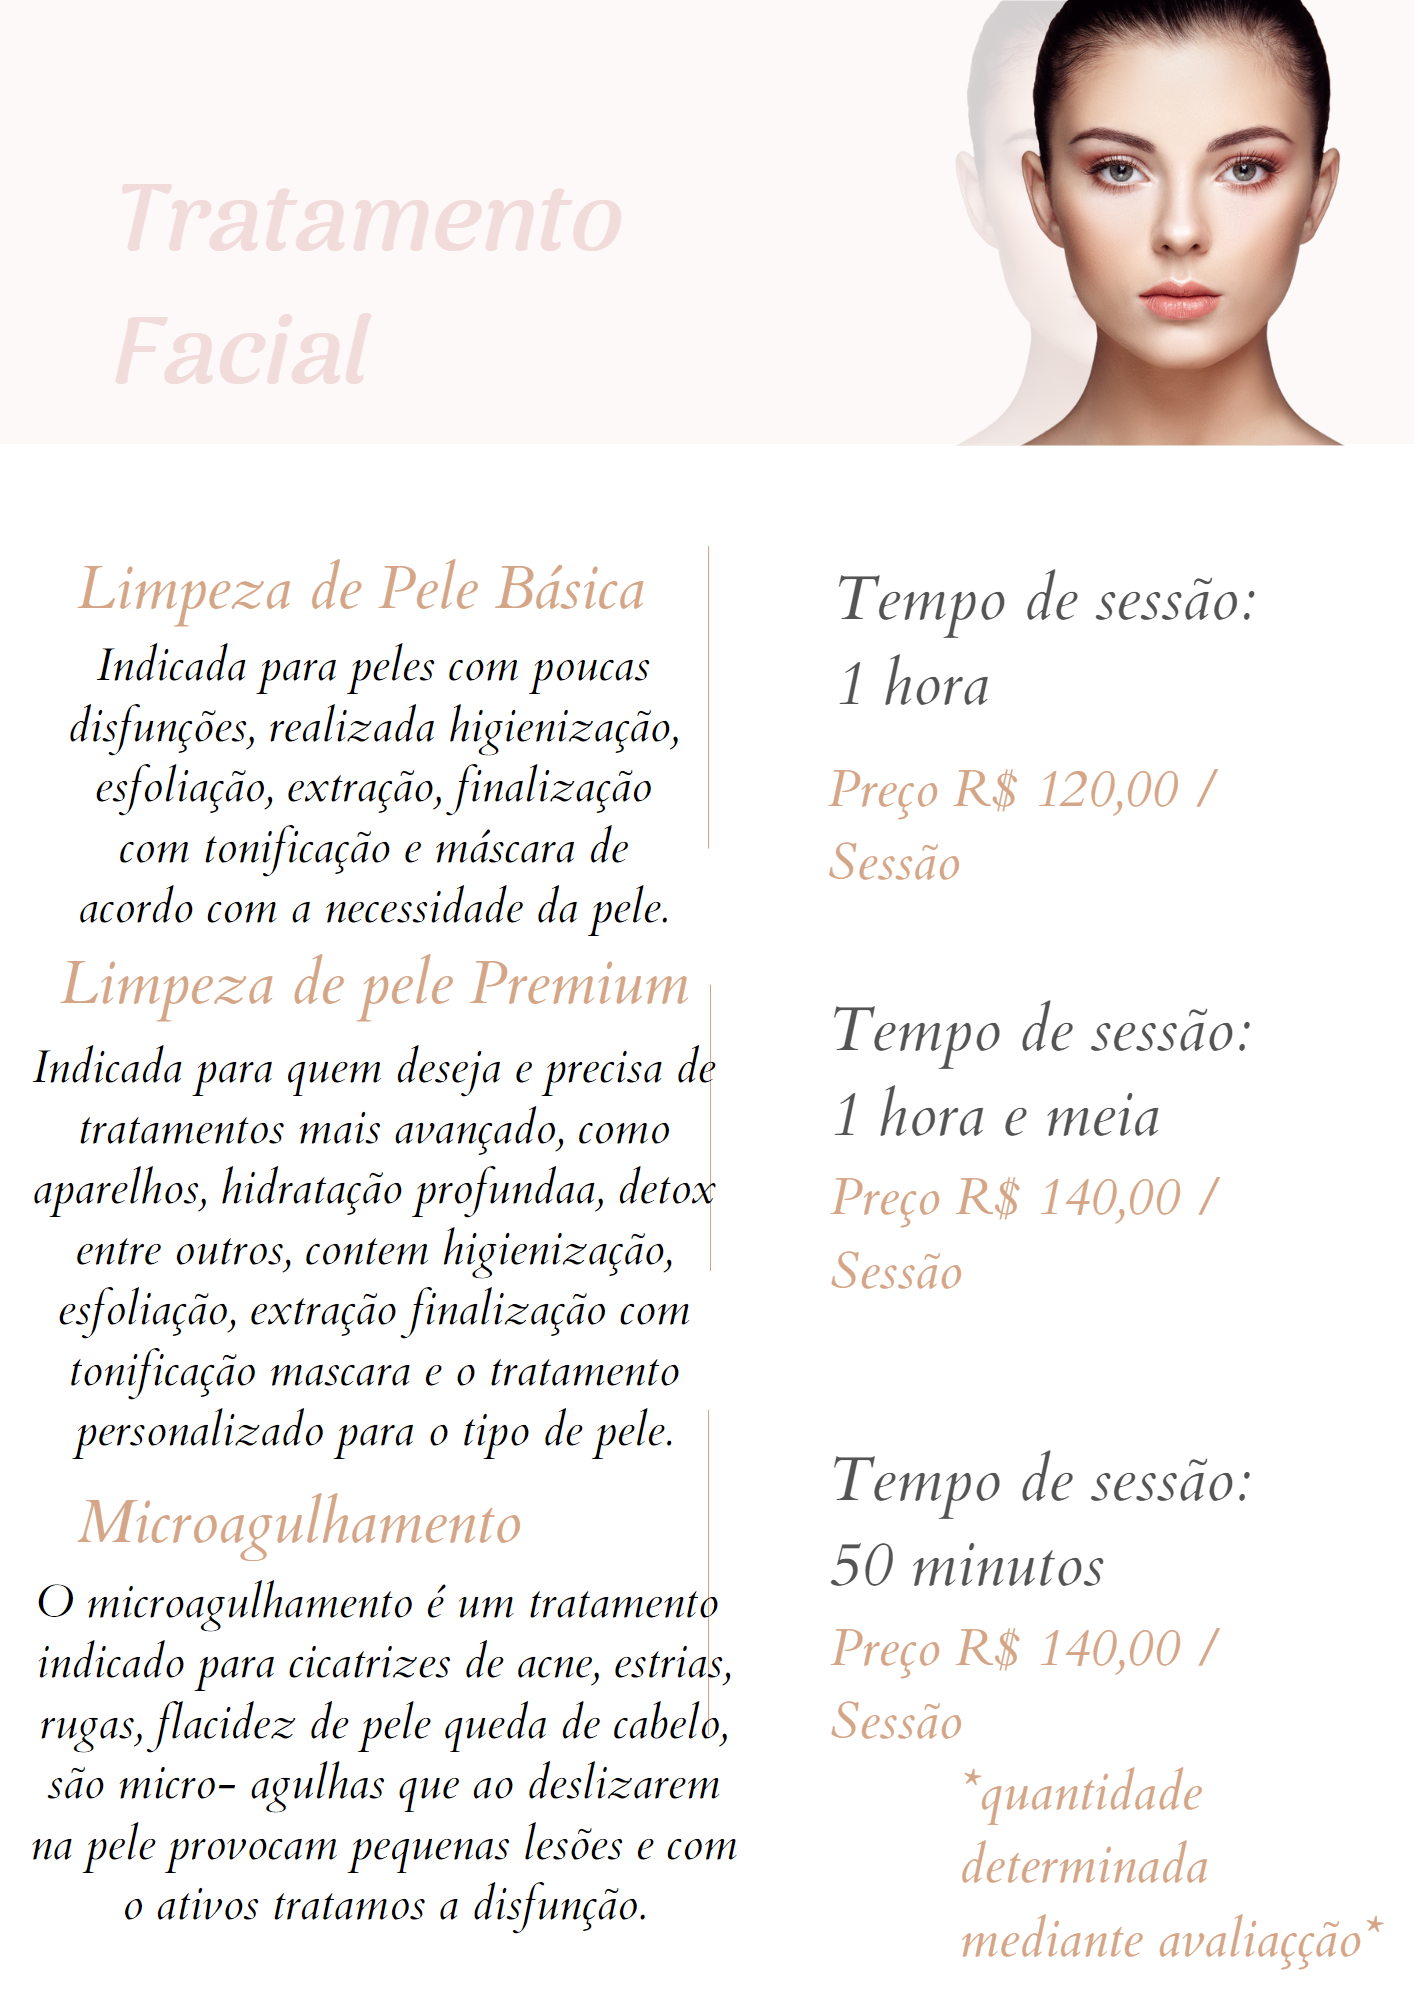 Tratamento
Facial
Limpeza de Pele Básica
Indicada para peles com poucas
disfunções, realizada higienização,
esfoliação, extração, finalização
com tonificação e máscara de
acordo com a necessidade da pele.
Tempo de sessão:
1 hora
Preço R$ 120,00 /
Sessão
Limpeza de pele Premium
Indicada para quem deseja e precisa de
tratamentos mais avançado, como
aparelhos, hidratação profundaa, detox
entre outros, contem higienização,
esfoliação, extração finalização com
tonificação mascara e o tratamento
personalizado para o tipo de pele.
Tempo de sessão:
1 hora e meia
Preço R$ 140,00 /
Sessão
Microagulhamento
O microagulhamento é um tratamento
indicado para cicatrizes de acne, estrias,
rugas, flacidez de pele queda de cabelo,
são micro- agulhas que ao deslizarem
na pele provocam pequenas lesões e com
o ativos tratamos a disfunção.
Tempo de sessão:
50 minutos
Preço R$ 140,00 /
Sessão
*quantidade
determinada
mediante avaliaçção*